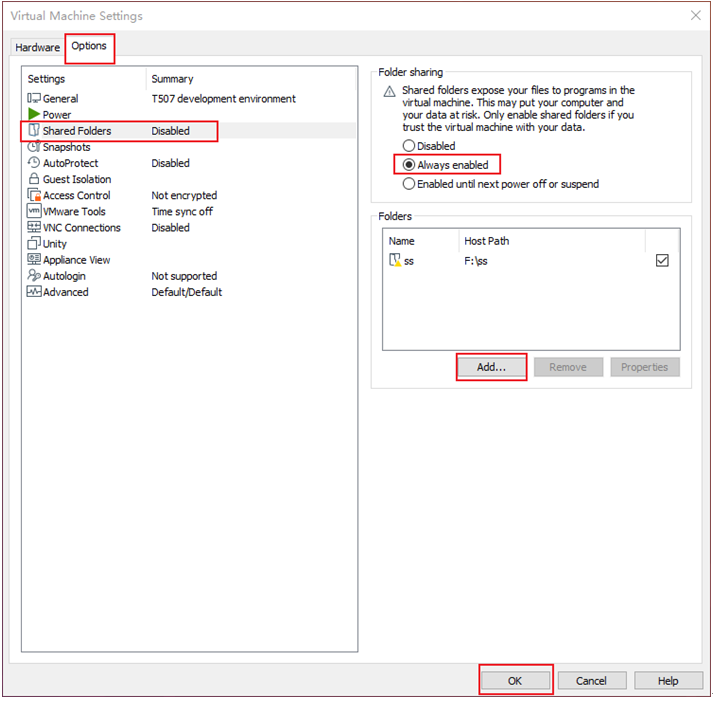 Virtual Machine Settings
Hardware Options
Settings Summary
General T507 development environment
Power
Shared Folders Disabled
Snapshots
AutoProtect Disabled
Guest Isolation
Access Control Not encrypted
vm VMware Tools Time sync off
VNC Connections Disabled
Unity
Appliance View
Autologin Not supported
Advanced Default/Default
Folder sharing
Shared folders expose your files to programs in the
virtual machine. This may put your computer and
your data at risk. Only enable shared folders if you
trust the virtual machine with your data.
Disabled
Always enabled
Enabled until next power off or suspend
Folders
Name Host Path
ss F:\ss
Add... Remove Properties
OK Cancel Help